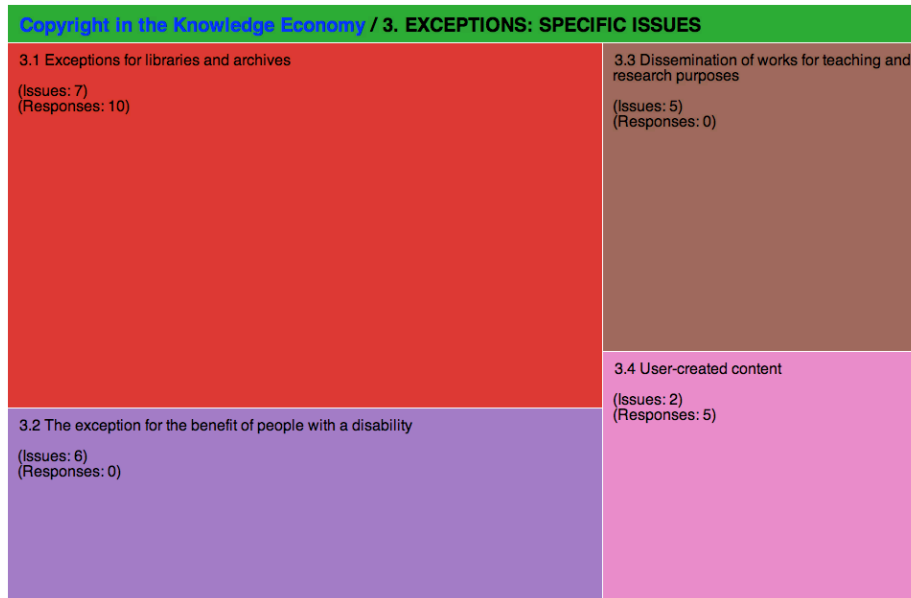 Copyright in the Knowledge Economy / 3. EXCEPTIONS: SPECIFIC ISSUES
3.1 Exceptions for libraries and archives
(Issues: 7)
(Responses: 10)
3.2 The exception for the benefit of people with a disability
(Issues: 6)
(Responses: 0)
3.3 Dissemination of works for teaching and
research purposes
(Issues: 5)
(Responses: 0)
3.4 User-created content
(Issues: 2)
(Responses: 5)